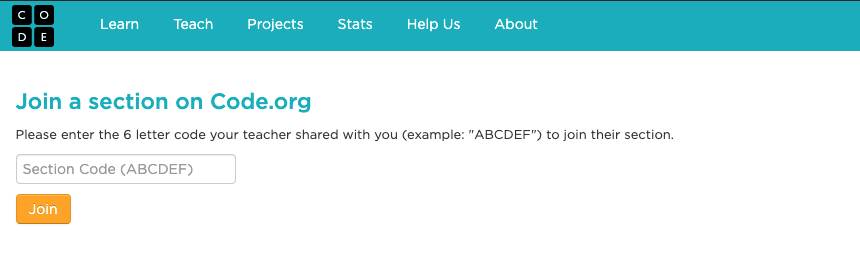 C O
D E
Learn Teach Projects Stats Help Us About
Join a section on Code.org
Please enter the 6 letter code your teacher shared with you (example: "ABCDEF") to join their section.
Section Code (ABCDEF)
Join